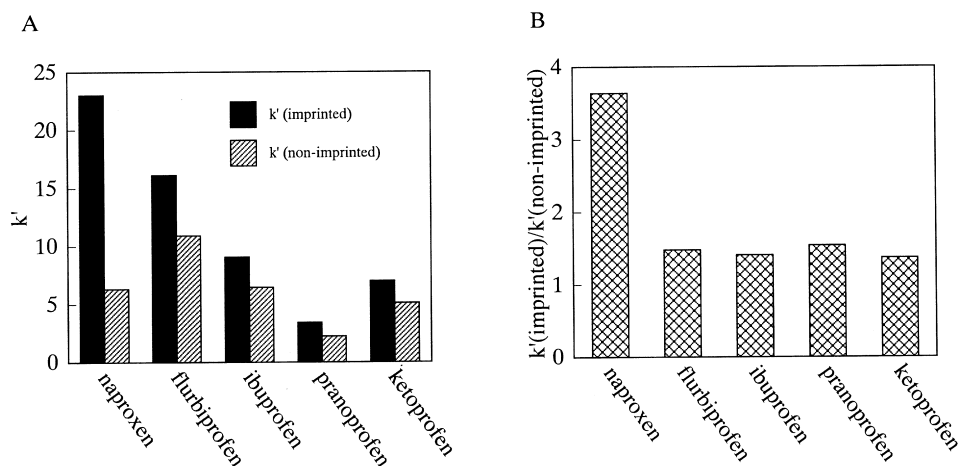 A
k'
25
20
15
10
5
0
k' (imprinted)
k' (non-imprinted)
naproxen
flurbiprofen
ibuprofen
pranoprofen
ketoprofen
B
k'(imprinted)/k'(non-imprinted)
4
3
2
1
0
naproxen
flurbiprofen
ibuprofen
pranoprofen
ketoprofen